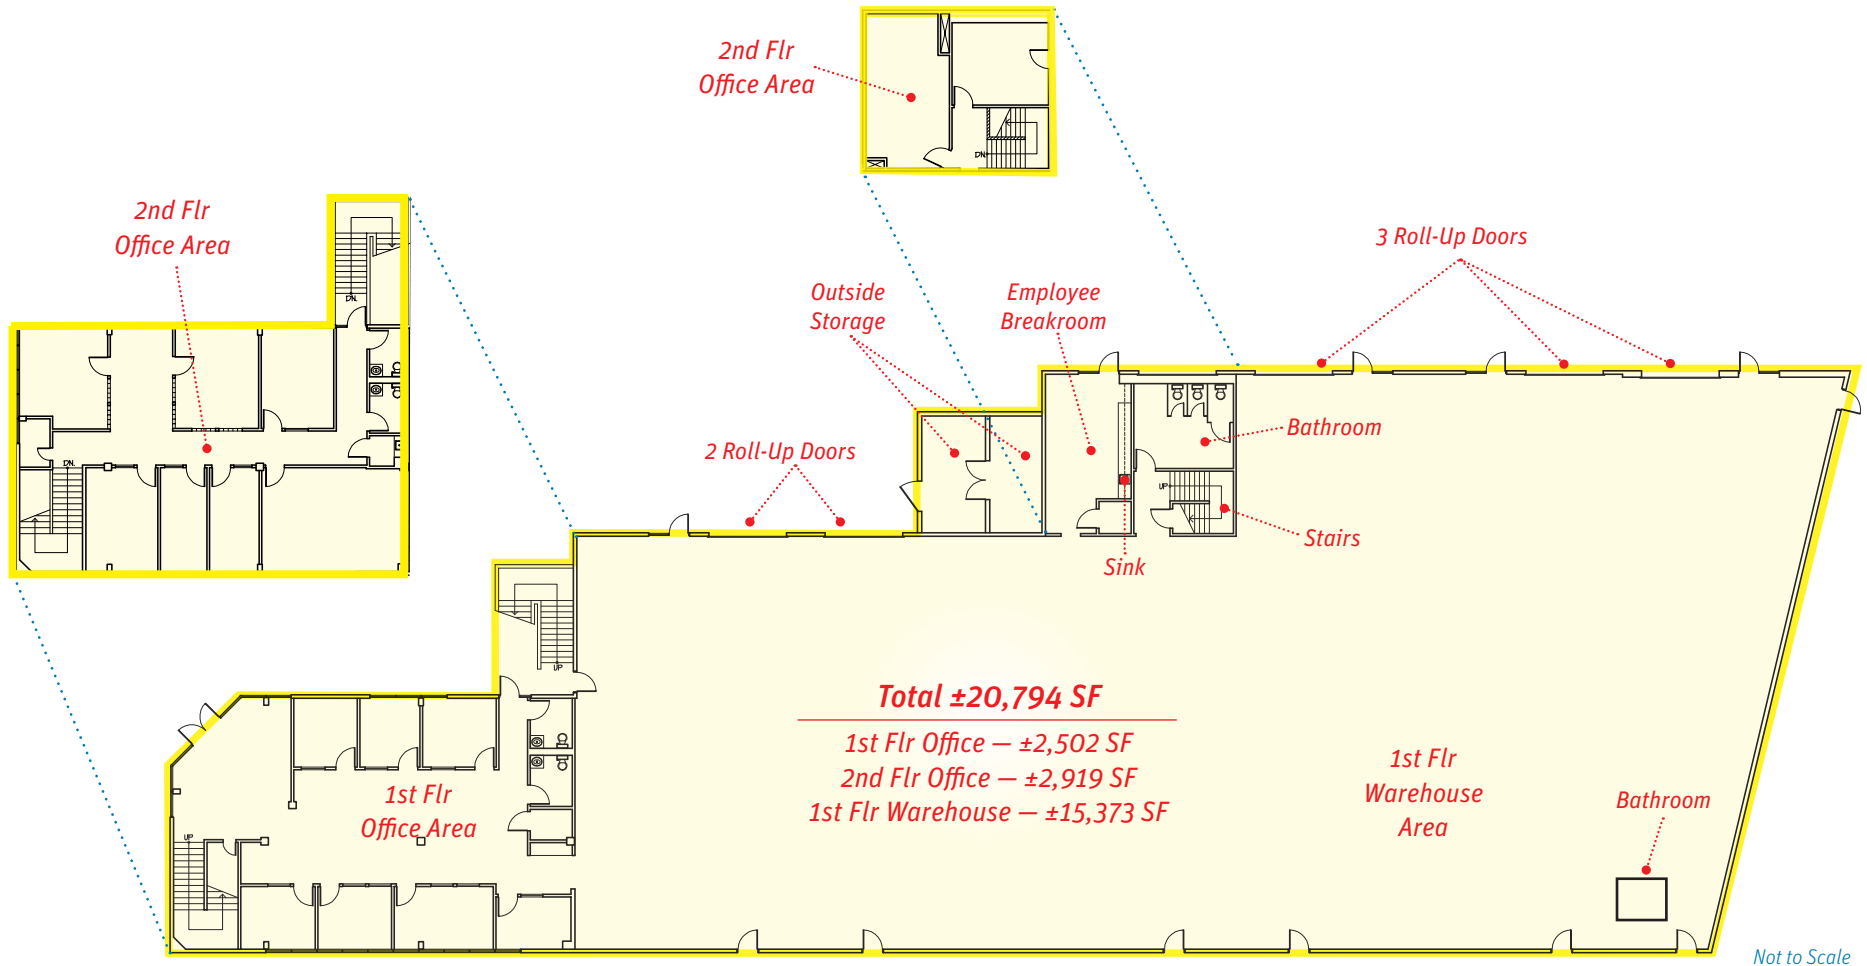 2nd Flr
Office Area
DN.
2nd Flr
Office Area
DN.
DN.
3 Roll-Up Doors
Outside
Storage
Employee
Breakroom
2 Roll-Up Doors
Bathroom
UP
Stairs
Sink
UP
Total ±20,794 SF
1st Flr Office — ±2,502 SF
2nd Flr Office — ±2,919 SF
1st Flr Warehouse — ±15,373 SF
1st Flr
Office Area
UP
1st Flr
Warehouse
Area
Bathroom
Not to Scale